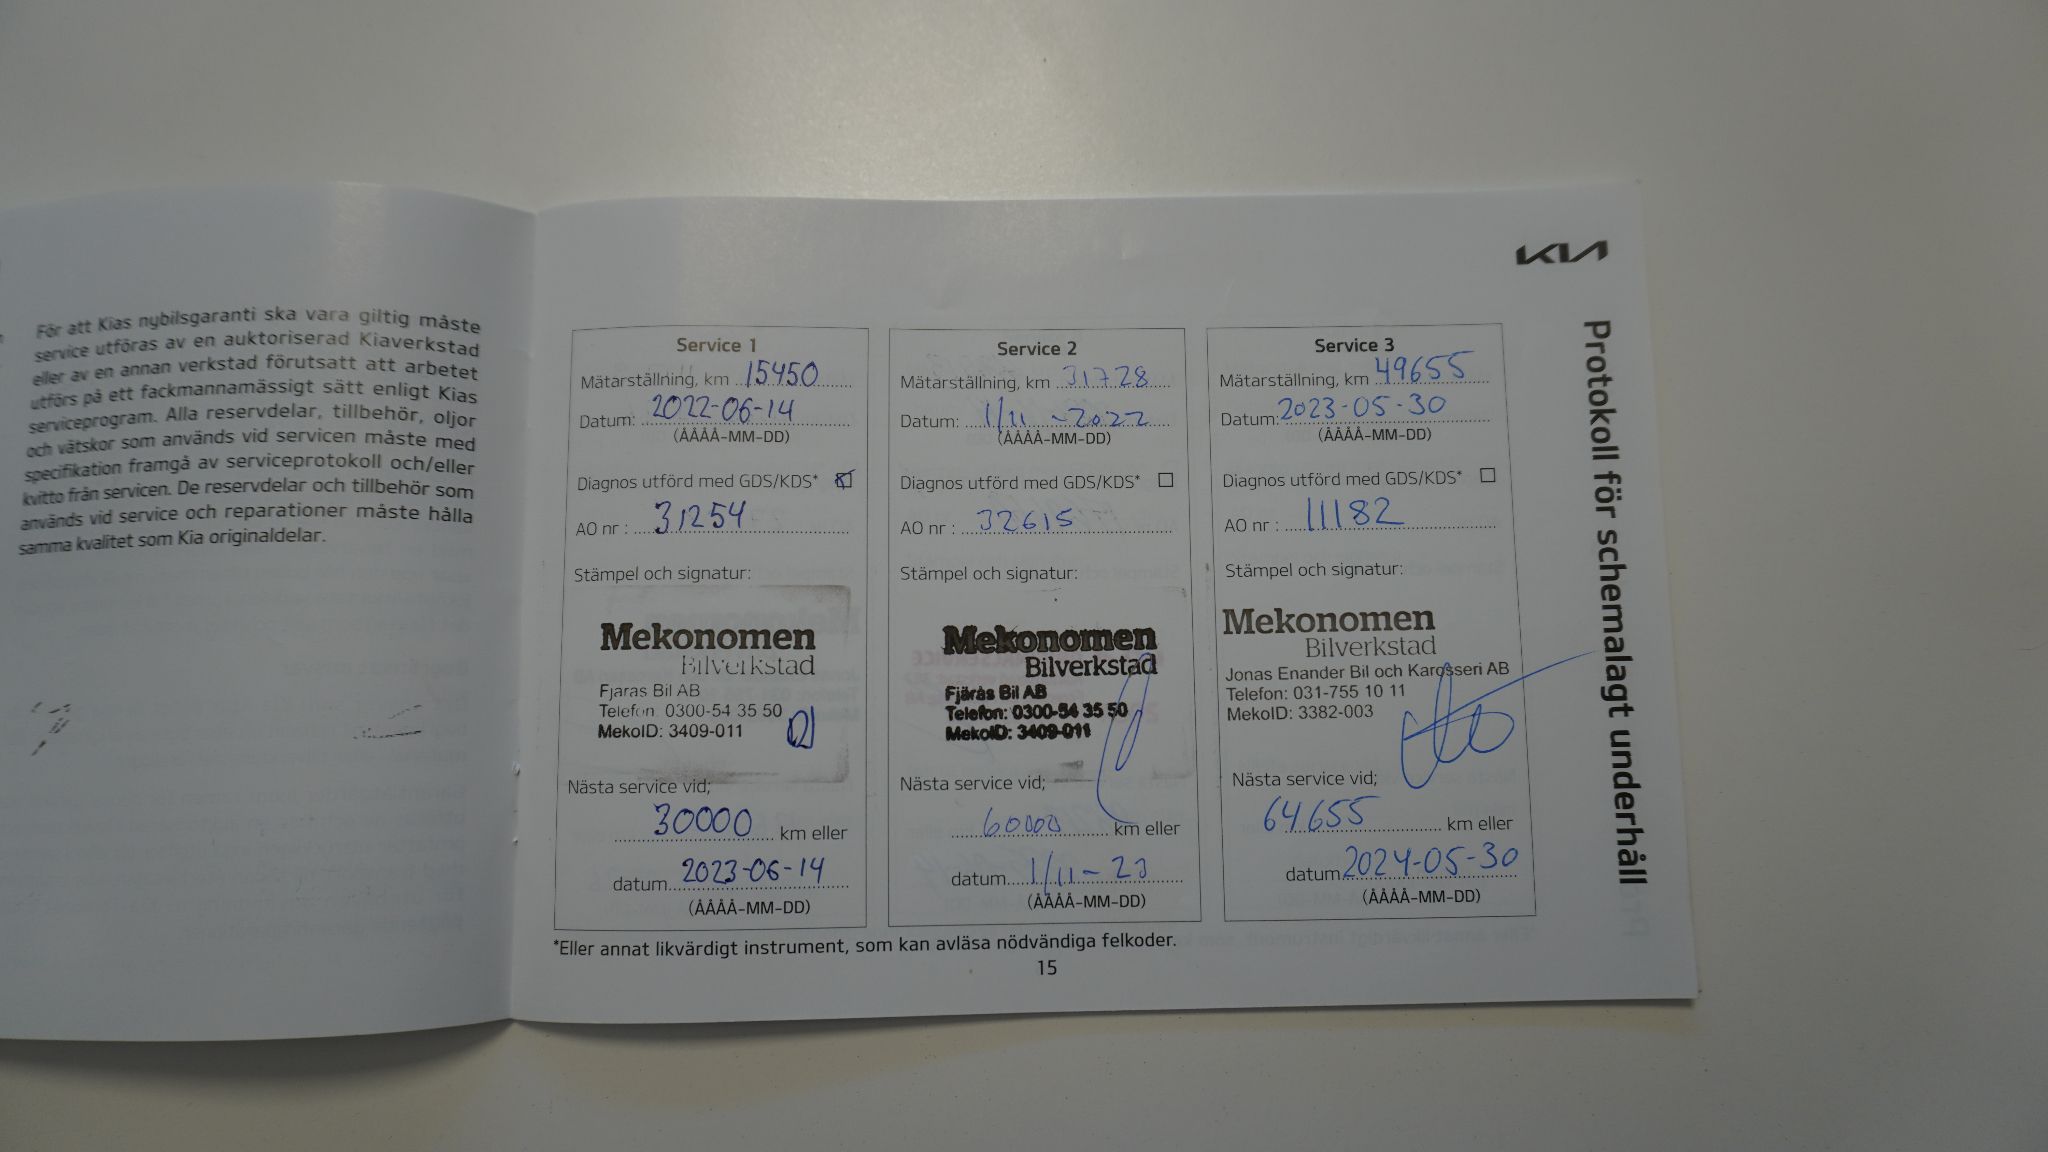 För att Kias nybilsgaranti ska vara giltig måste
service utföras av en auktoriserad Kiaverkstad
eller av en annan verkstad förutsatt att arbetet
utförs på ett fackmannamässigt sätt enligt Kias
serviceprogram. Alla reservdelar, tillbehör, oljor
och vätskor som används vid servicen måste med
specifikation framgå av serviceprotokoll och/eller
kvitto från servicen. De reservdelar och tillbehör som
används vid service och reparationer måste hålla
samma kvalitet som Kia originaldelar.
KIA
Protokoll för schemalagt underhåll
Service 1
Mätarställning, km 15450
Datum: 2022-06-14
(ÅÅÅÅ-MM-DD)
Diagnos utförd med GDS/KDS*
AO nr : 31254
Stämpel och signatur:
Mekonomen
Bilverkstad
Fjärås Bil AB
Telefon: 0300-54 35 50
MekoID: 3409-011
Nästa service vid;
30000 km eller
datum 2023-06-14
(ÅÅÅÅ-MM-DD)
Service 2
Mätarställning, km 31728
Datum: 1/11 -2022
(ÅÅÅÅ-MM-DD)
Diagnos utförd med GDS/KDS*
AO nr : 32615
Stämpel och signatur:
Mekonomen
Bilverkstad
Fjärås Bil AB
Telefon: 0300-54 35 50
MekoID: 3409-011
Nästa service vid;
60000 km eller
datum 1/11- 23
(ÅÅÅÅ-MM-DD)
Service 3
Mätarställning, km 49655
Datum: 2023-05-30
(ÅÅÅÅ-MM-DD)
Diagnos utförd med GDS/KDS*
AO nr : 11182
Stämpel och signatur:
Mekonomen
Bilverkstad
Jonas Enander Bil och Karosseri AB
Telefon: 031-755 10 11
MekoID: 3382-003
Nästa service vid;
64655 km eller
datum 2024-05-30
(ÅÅÅÅ-MM-DD)
*Eller annat likvärdigt instrument, som kan avläsa nödvändiga felkoder.
15